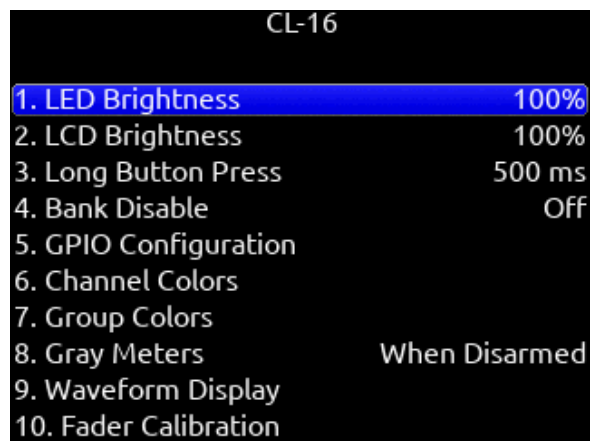 CL-16
1. LED Brightness 100%
2. LCD Brightness 100%
3. Long Button Press 500 ms
4. Bank Disable Off
5. GPIO Configuration
6. Channel Colors
7. Group Colors
8. Gray Meters When Disarmed
9. Waveform Display
10. Fader Calibration